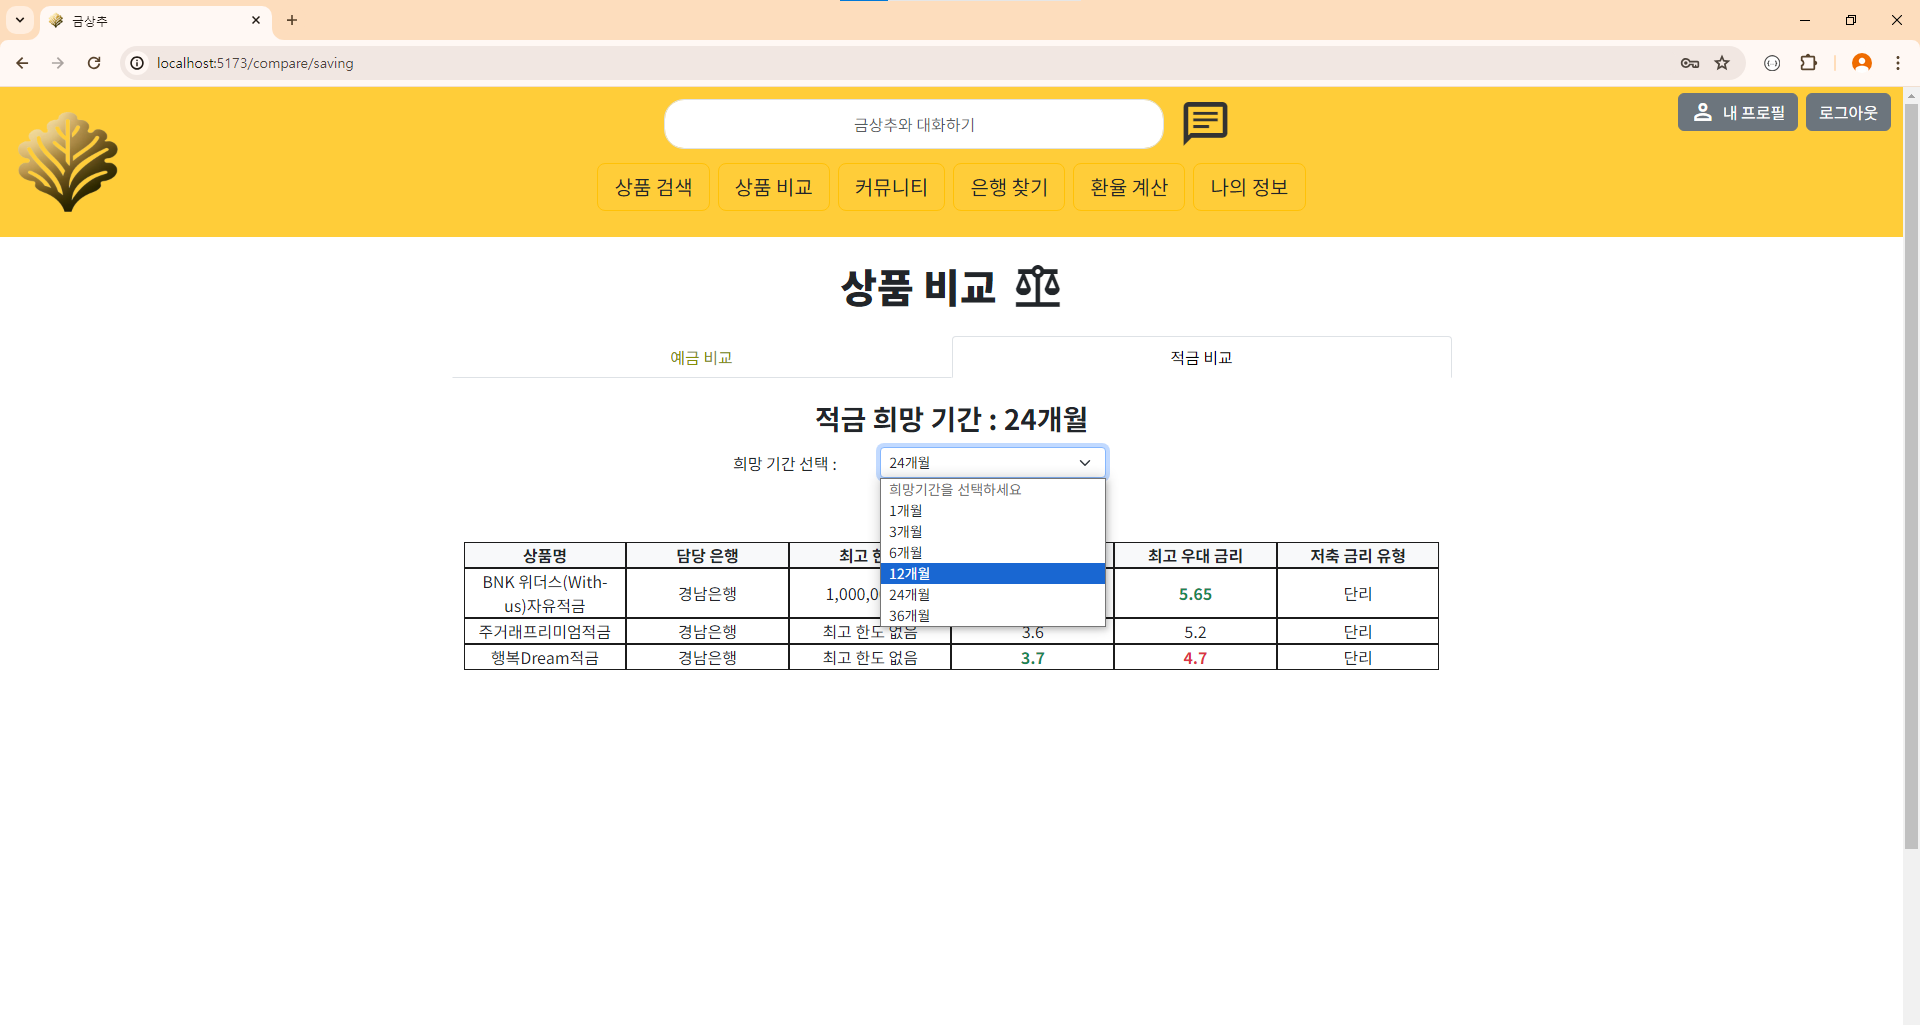 금상추
localhost:5173/compare/saving
금상추와 대화하기
내 프로필
로그아웃
상품 검색
상품 비교
커뮤니티
은행 찾기
환율 계산
나의 정보
상품 비교
예금 비교
적금 비교
적금 희망 기간 : 24개월
희망 기간 선택 :
24개월
희망기간을 선택하세요
1개월
3개월
6개월
12개월
24개월
36개월
상품명 담당 은행 최고 최고 우대 금리 저축 금리 유형
BNK 위더스(With-
us)자유적금 경남은행 1,000,0 5.65 단리
주거래프리미엄적금 경남은행 최고 한도 없음 3.6 5.2 단리
행복Dream적금 경남은행 최고 한도 없음 3.7 4.7 단리